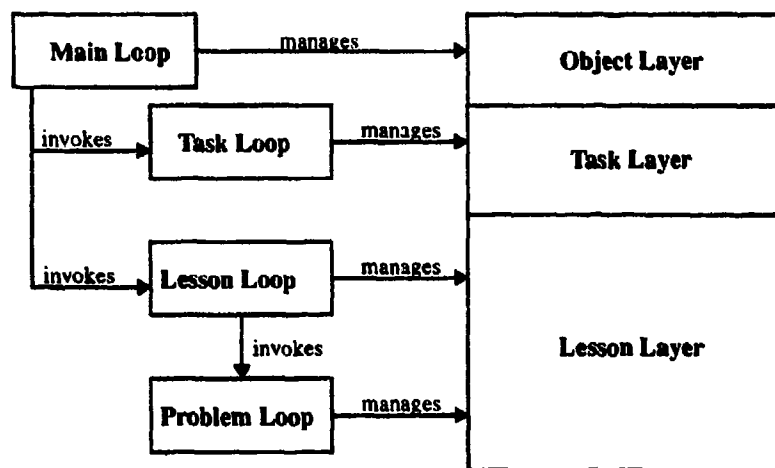 Main Loop
manages
Object Layer
invokes
Task Loop
manages
Task Layer
invokes
Lesson Loop
manages
invokes
Lesson Layer
Problem Loop
manages